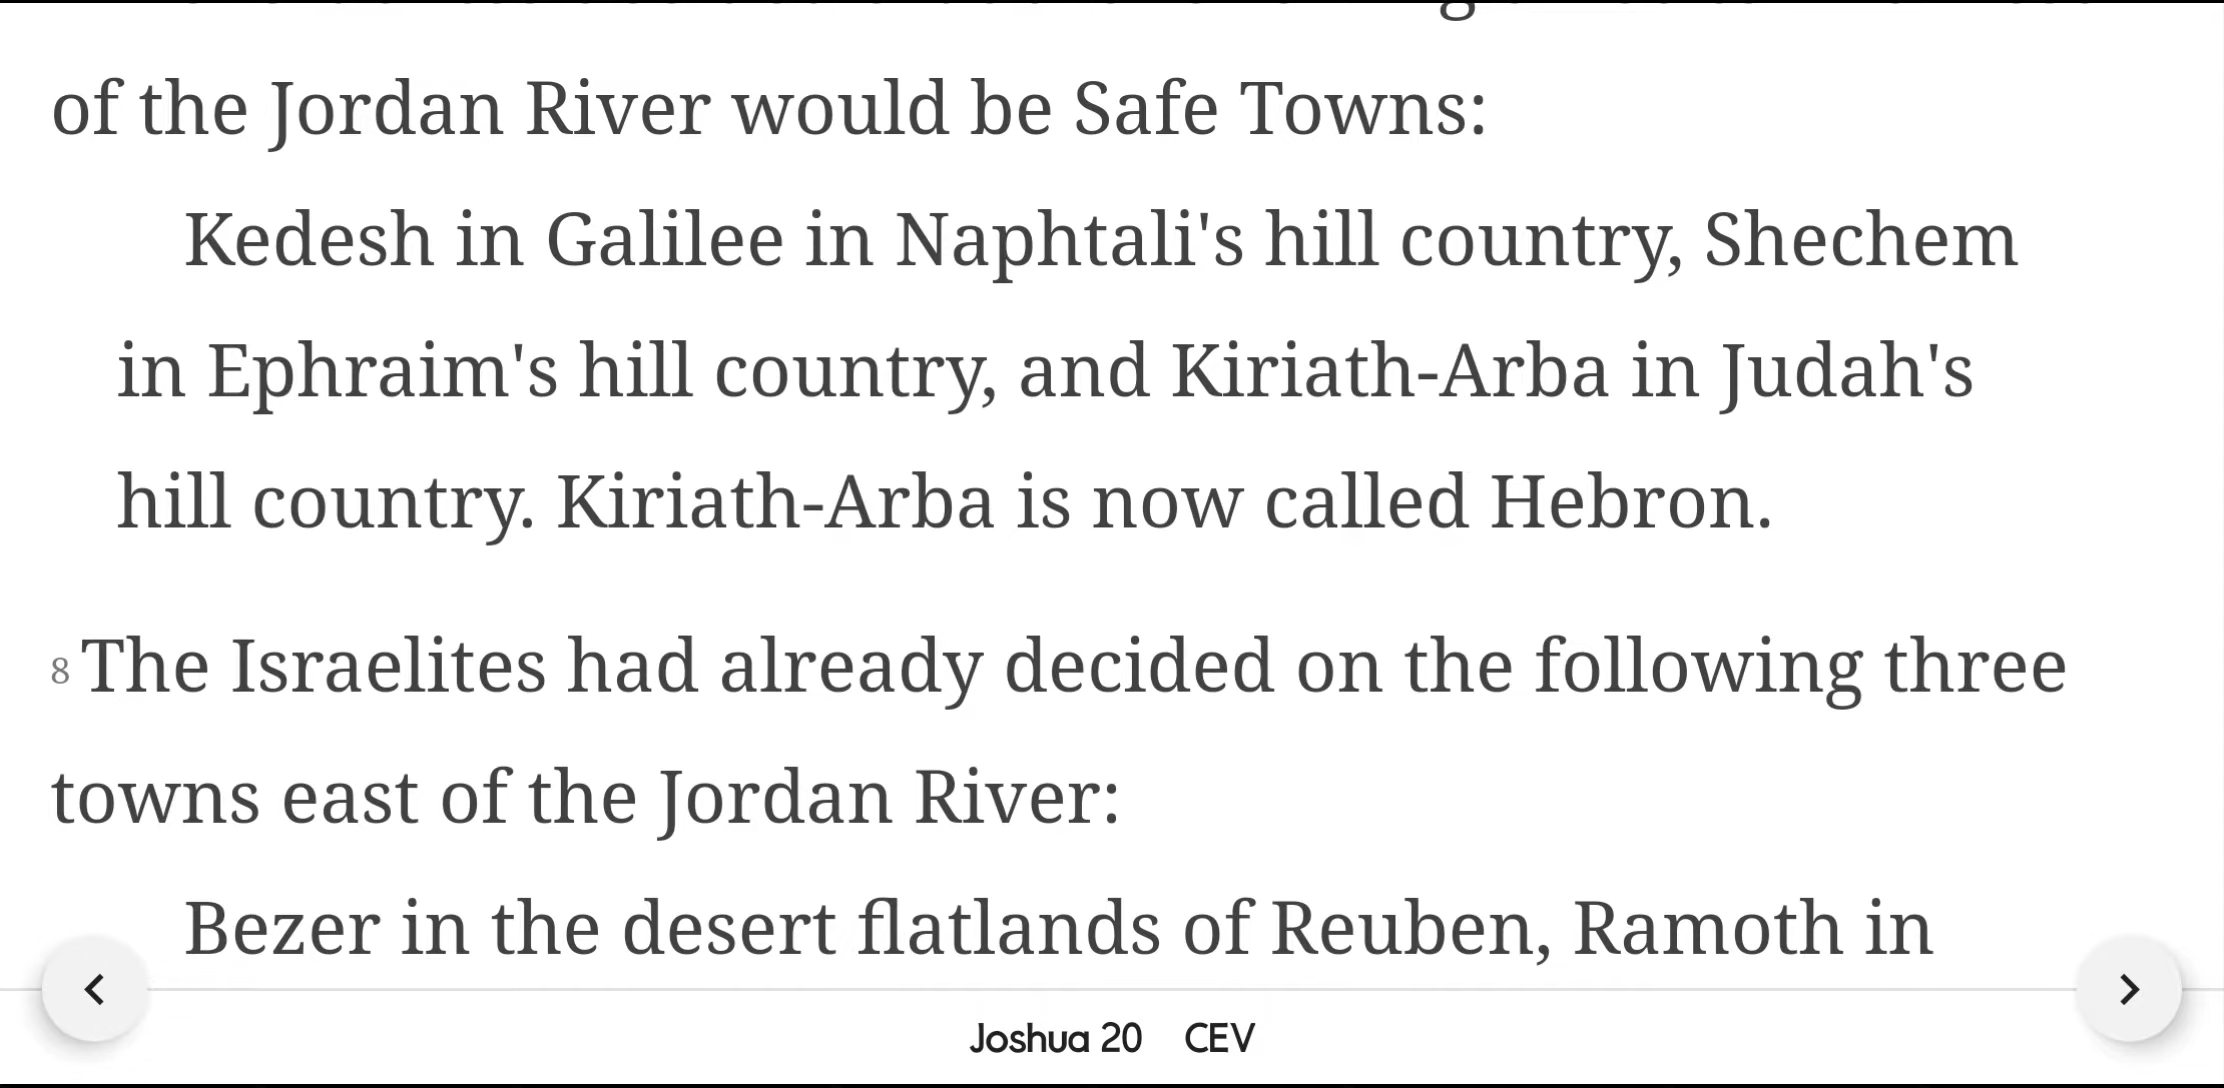 of the Jordan River would be Safe Towns:
Kedesh in Galilee in Naphtali's hill country, Shechem
in Ephraim's hill country, and Kiriath-Arba in Judah's
hill country. Kiriath-Arba is now called Hebron.
8 The Israelites had already decided on the following three
towns east of the Jordan River:
Bezer in the desert flatlands of Reuben, Ramoth in
Joshua 20 CEV